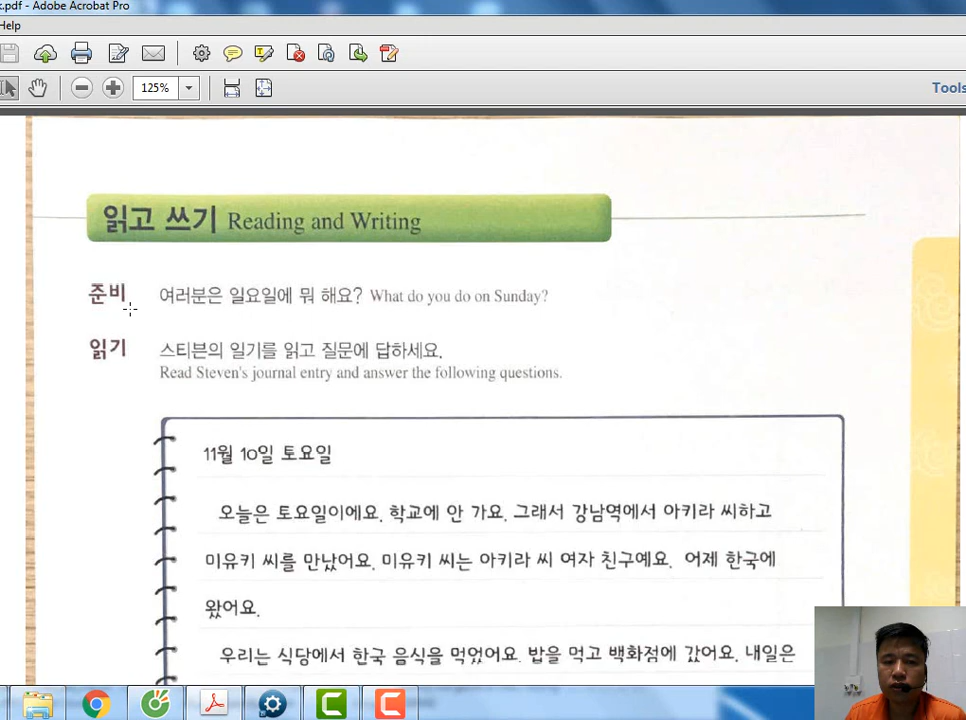 k.pdf - Adobe Acrobat Pro
Help
125%
Tools
읽고 쓰기 Reading and Writing
준비 여러분은 일요일에 뭐 해요? What do you do on Sunday?
읽기 스티븐의 일기를 읽고 질문에 답하세요.
Read Steven's journal entry and answer the following questions.
11월 10일 토요일
오늘은 토요일이에요. 학교에 안 가요. 그래서 강남역에서 아키라 씨하고
미유키 씨를 만났어요. 미유키 씨는 아키라 씨 여자 친구예요. 어제 한국에
왔어요.
우리는 식당에서 한국 음식을 먹었어요. 밥을 먹고 백화점에 갔어요. 내일은